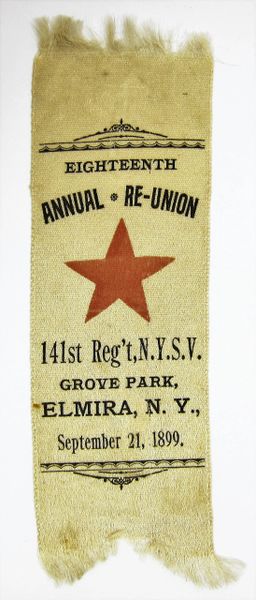 EIGHTEENTH
ANNUAL * RE-UNION
141st Reg't, N.Y.S.V.
GROVE PARK,
ELMIRA, N. Y.,
September 21, 1899.